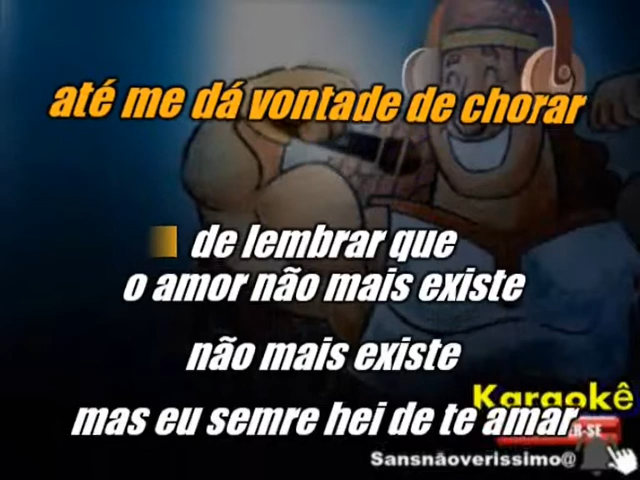 até me dá vontade de chorar
de lembrar que
o amor não mais existe
não mais existe
mas eu semre hei de te amar
Karaokê
R-SE
Sansnãoverissimo@